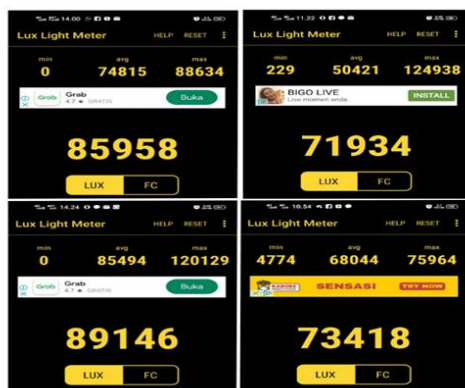 14.00
Lux Light Meter HELP RESET
min avg max
0 74815 88634
Grab Grab
4.7 ★ GRATIS
Buka
85958
LUX FC
11.22
Lux Light Meter HELP RESET
min avg max
229 50421 124938
BIGO LIVE
Live momen anda.
INSTALL
71934
LUX FC
14.24
Lux Light Meter HELP RESET
min avg max
0 85494 120129
Grab Grab
4.7 ★ GRATIS
Buka
89146
LUX FC
10.54
Lux Light Meter HELP RESET
min avg max
4774 68044 75964
SENSASI TRY NOW
73418
LUX FC